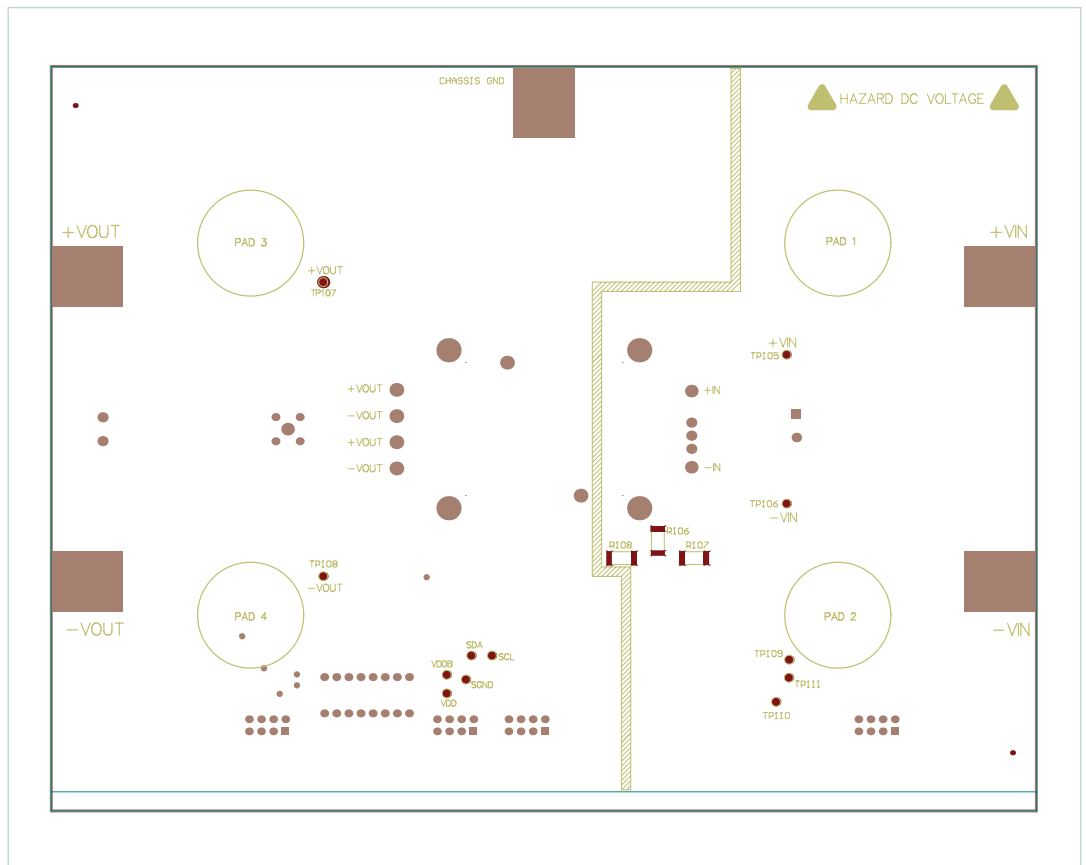 CHASSIS GND
HAZARD DC VOLTAGE
+VOUT
+VIN
PAD 3
PAD 1
+VOUT
TP107
+VIN
TP105
+VOUT
+IN
-VOUT
+VOUT
-VOUT
-IN
TP106
-VIN
R106
R108
R107
TP108
-VOUT
PAD 4
PAD 2
-VOUT
-VIN
SDA
SCL
TP109
VDDB
SGND
TP111
VDD
TP110